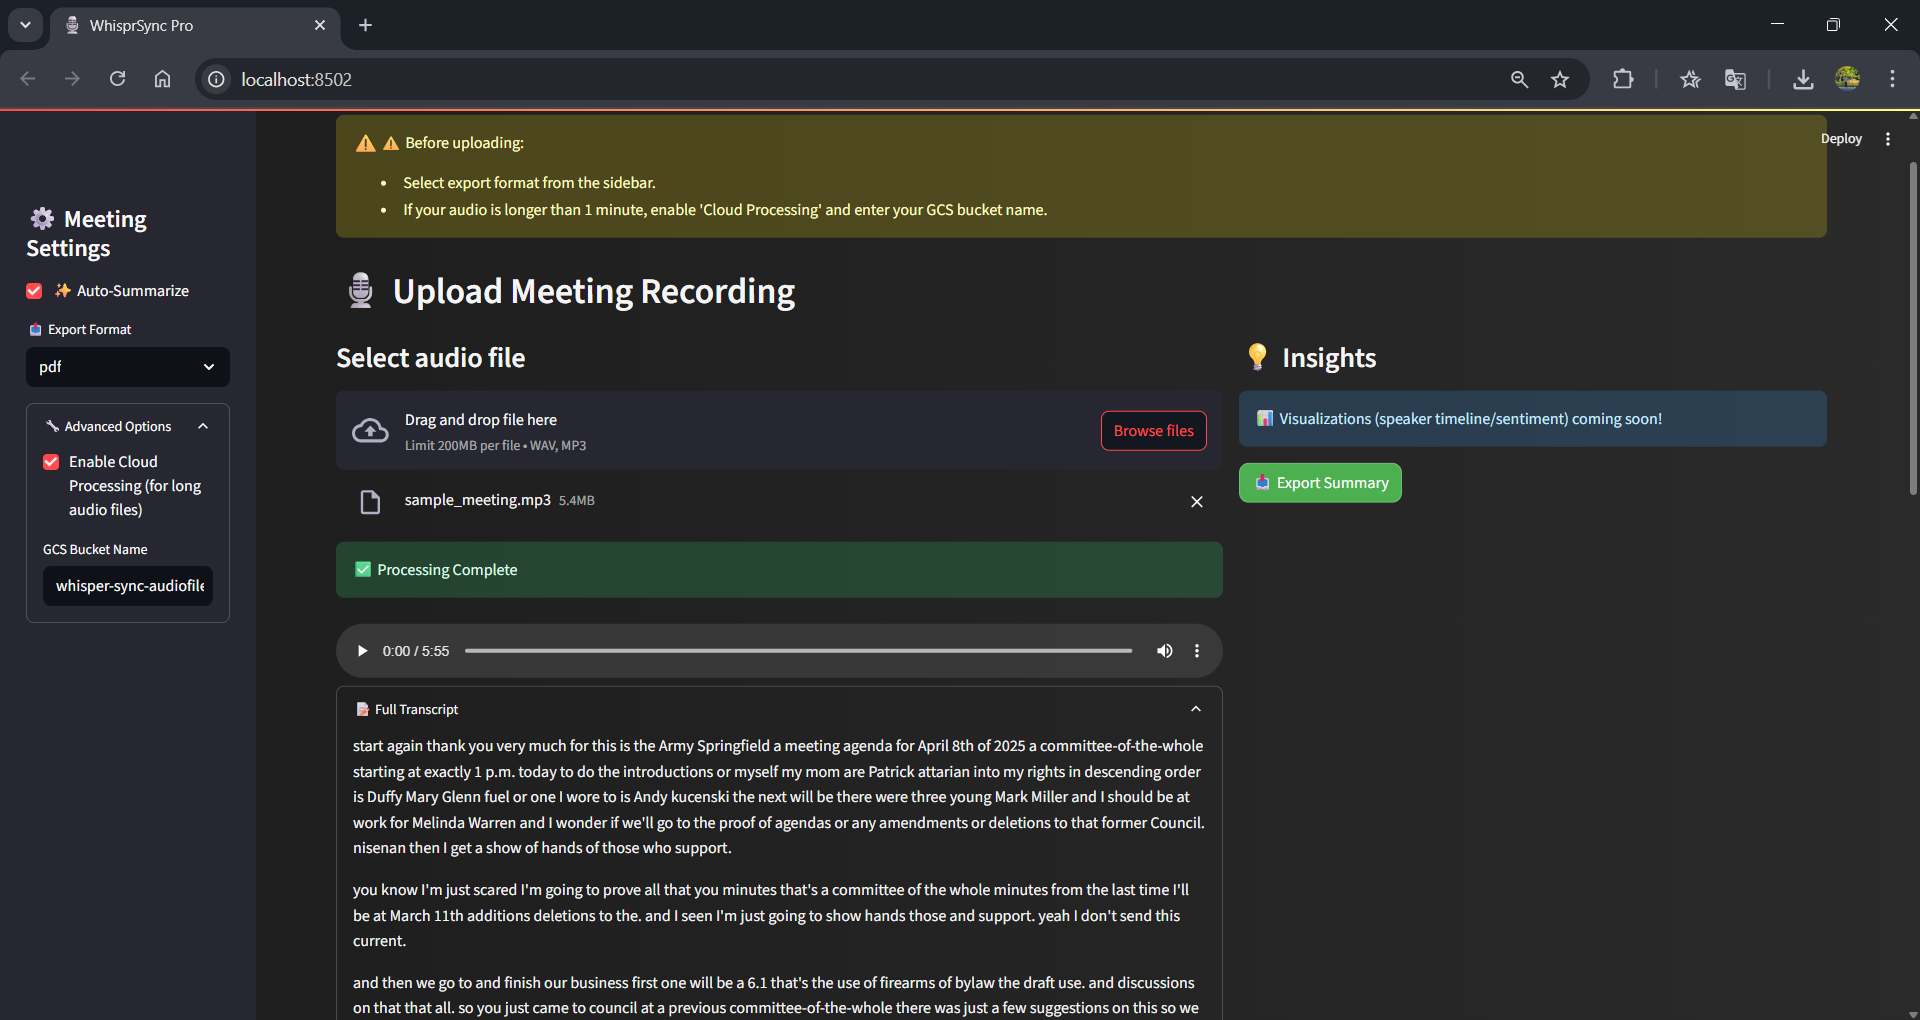 WhisprSync Pro
localhost:8502
Deploy
Meeting
Settings
Auto-Summarize
Export Format
pdf
Advanced Options
Enable Cloud
Processing (for long
audio files)
GCS Bucket Name
whisper-sync-audiofile
Before uploading:
• Select export format from the sidebar.
• If your audio is longer than 1 minute, enable 'Cloud Processing' and enter your GCS bucket name.
Upload Meeting Recording
Select audio file
Drag and drop file here
Limit 200MB per file • WAV, MP3
Browse files
sample_meeting.mp3 5.4MB
Processing Complete
0:00 / 5:55
Full Transcript
start again thank you very much for this is the Army Springfield a meeting agenda for April 8th of 2025 a committee-of-the-whole
starting at exactly 1 p.m. today to do the introductions or myself my mom are Patrick attarian into my rights in descending order
is Duffy Mary Glenn fuel or one I wore to is Andy kucenski the next will be there were three young Mark Miller and I should be at
work for Melinda Warren and I wonder if we'll go to the proof of agendas or any amendments or deletions to that former Council.
nisenan then I get a show of hands of those who support.
you know I'm just scared I'm going to prove all that you minutes that's a committee of the whole minutes from the last time I'll
be at March 11th additions deletions to the. and I seen I'm just going to show hands those and support. yeah I don't send this
current.
and then we go to and finish our business first one will be a 6.1 that's the use of firearms of bylaw the draft use. and discussions
on that that all. so you just came to council at a previous committee-of-the-whole there was just a few suggestions on this so we
Insights
Visualizations (speaker timeline/sentiment) coming soon!
Export Summary